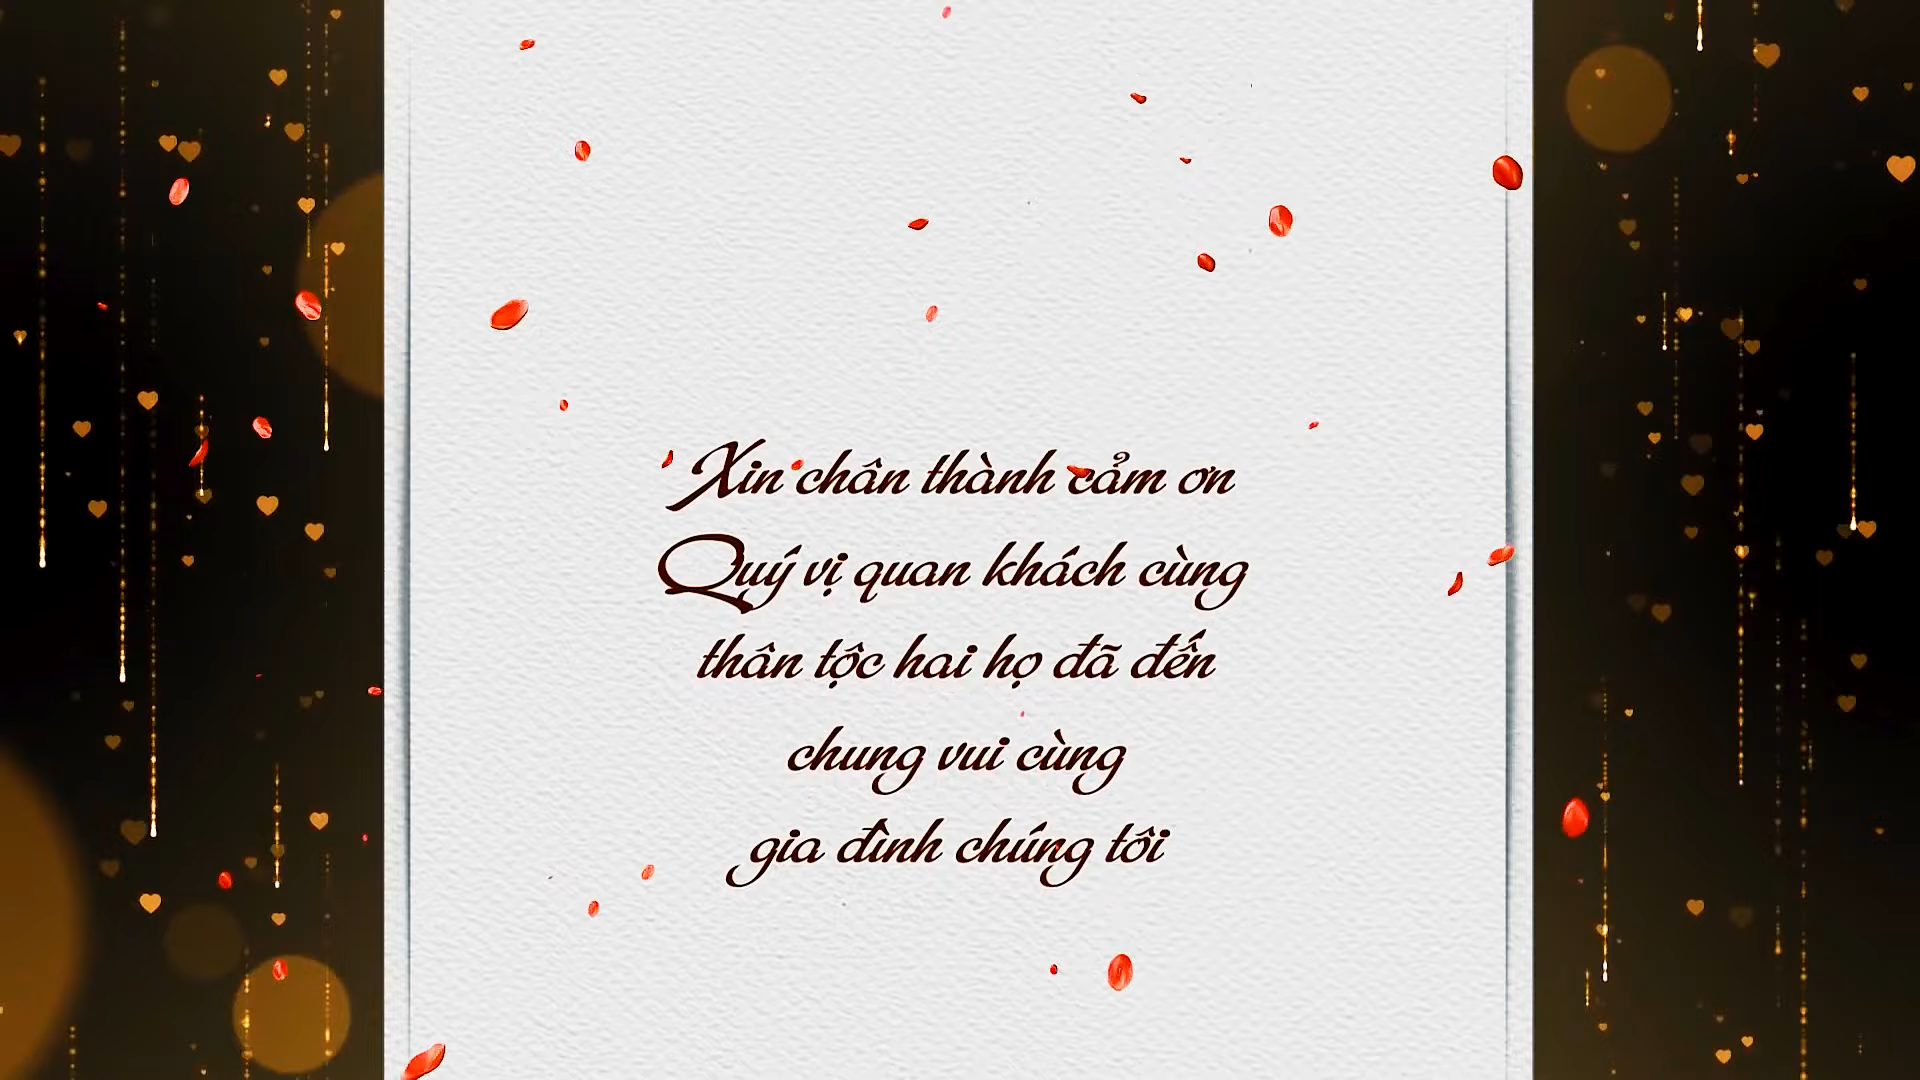 Xin chân thành cảm ơn
Quý vị quan khách cùng
thân tộc hai họ đã đến
chung vui cùng
gia đình chúng tôi